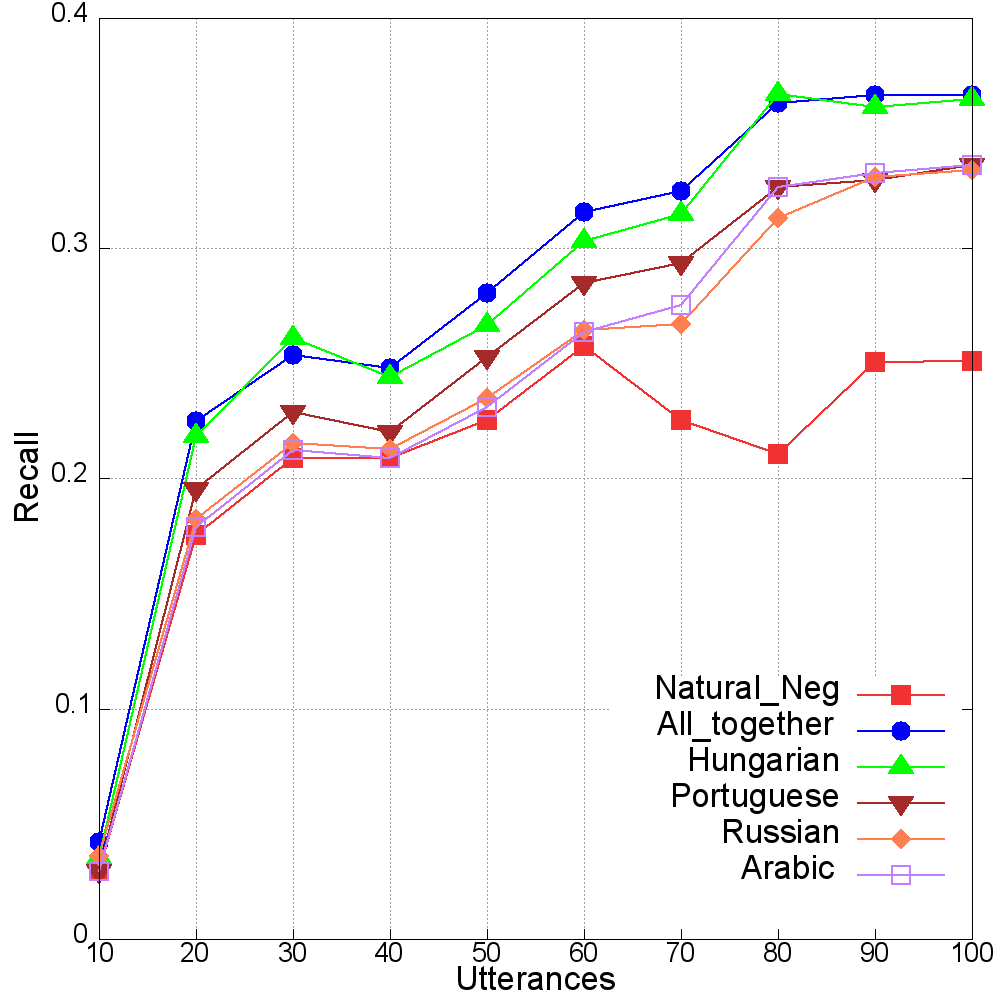 0.4
0.3
0.2
0.1
0
Recall
10 20 30 40 50 60 70 80 90 100
Utterances
Natural_Neg
All_together
Hungarian
Portuguese
Russian
Arabic